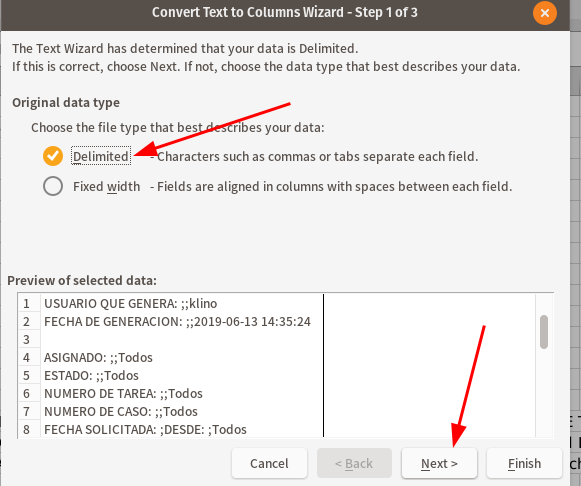 Convert Text to Columns Wizard - Step 1 of 3
The Text Wizard has determined that your data is Delimited.
If this is correct, choose Next. If not, choose the data type that best describes your data.
Original data type
Choose the file type that best describes your data:
Delimited - Characters such as commas or tabs separate each field.
Fixed width - Fields are aligned in columns with spaces between each field.
Preview of selected data:
1 USUARIO QUE GENERA: ;;klino
2 FECHA DE GENERACION: ;;2019-06-13 14:35:24
3
4 ASIGNADO: ;;Todos
5 ESTADO: ;;Todos
6 NUMERO DE TAREA: ;;Todos
7 NUMERO DE CASO: ;;Todos
8 FECHA SOLICITADA: ;DESDE: ;Todos
Cancel < Back Next > Finish